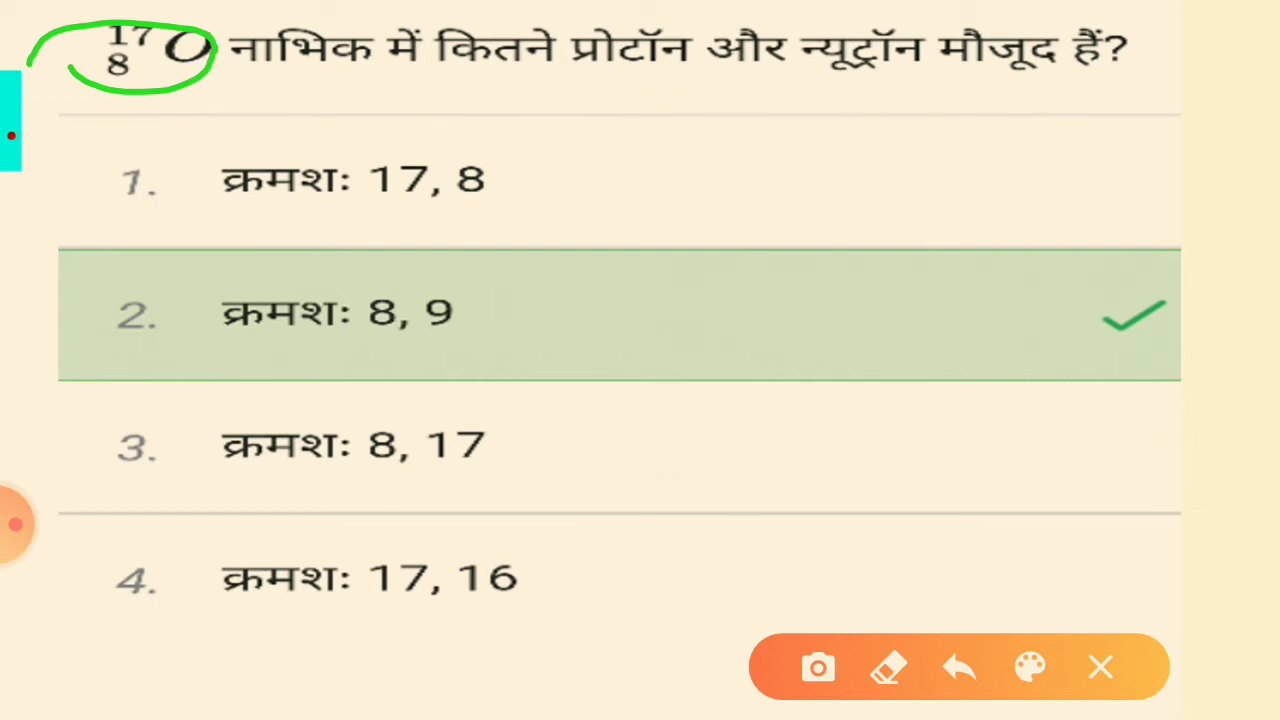 ¹⁷₈O नाभिक में कितने प्रोटॉन और न्यूट्रॉन मौजूद हैं?
1. क्रमशः 17, 8
2. क्रमशः 8, 9
3. क्रमशः 8, 17
4. क्रमशः 17, 16